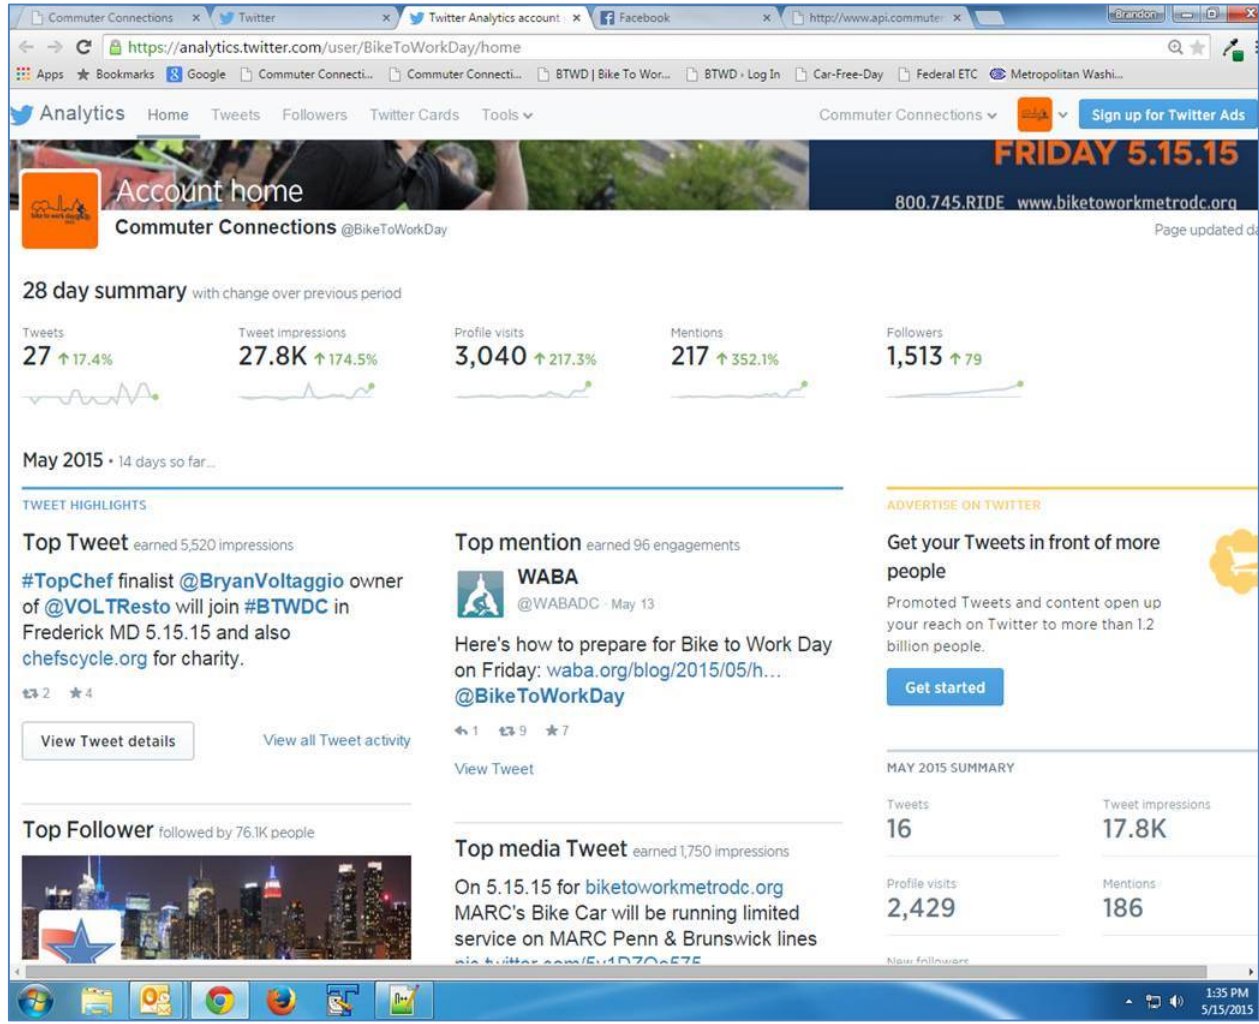 Commuter Connections
Twitter
Twitter Analytics account
Facebook
http://www.api.commuter
Brandon
https://analytics.twitter.com/user/BikeToWorkDay/home
Apps
Bookmarks
Google
Commuter Connecti...
Commuter Connecti...
BTWD | Bike To Wor...
BTWD › Log In
Car-Free-Day
Federal ETC
Metropolitan Washi...
Analytics
Home
Tweets
Followers
Twitter Cards
Tools
Commuter Connections
Sign up for Twitter Ads
FRIDAY 5.15.15
800.745.RIDE www.biketoworkmetrodc.org
Account home
Commuter Connections @BikeToWorkDay
Page updated da
28 day summary with change over previous period
Tweets
27 ↑ 17.4%
Tweet impressions
27.8K ↑ 174.5%
Profile visits
3,040 ↑ 217.3%
Mentions
217 ↑ 352.1%
Followers
1,513 ↑ 79
May 2015 • 14 days so far...
TWEET HIGHLIGHTS
Top Tweet earned 5,520 impressions
#TopChef finalist @BryanVoltaggio owner
of @VOLTResto will join #BTWDC in
Frederick MD 5.15.15 and also
chefscycle.org for charity.
2 4
View Tweet details
View all Tweet activity
Top Follower followed by 76.1K people
Top mention earned 96 engagements
WABA
@WABADC · May 13
Here's how to prepare for Bike to Work Day
on Friday: waba.org/blog/2015/05/h...
@BikeToWorkDay
1 9 7
View Tweet
Top media Tweet earned 1,750 impressions
On 5.15.15 for biketoworkmetrodc.org
MARC's Bike Car will be running limited
service on MARC Penn & Brunswick lines
ADVERTISE ON TWITTER
Get your Tweets in front of more
people
Promoted Tweets and content open up
your reach on Twitter to more than 1.2
billion people.
Get started
MAY 2015 SUMMARY
Tweets
16
Tweet impressions
17.8K
Profile visits
2,429
Mentions
186
New followers
1:35 PM
5/15/2015